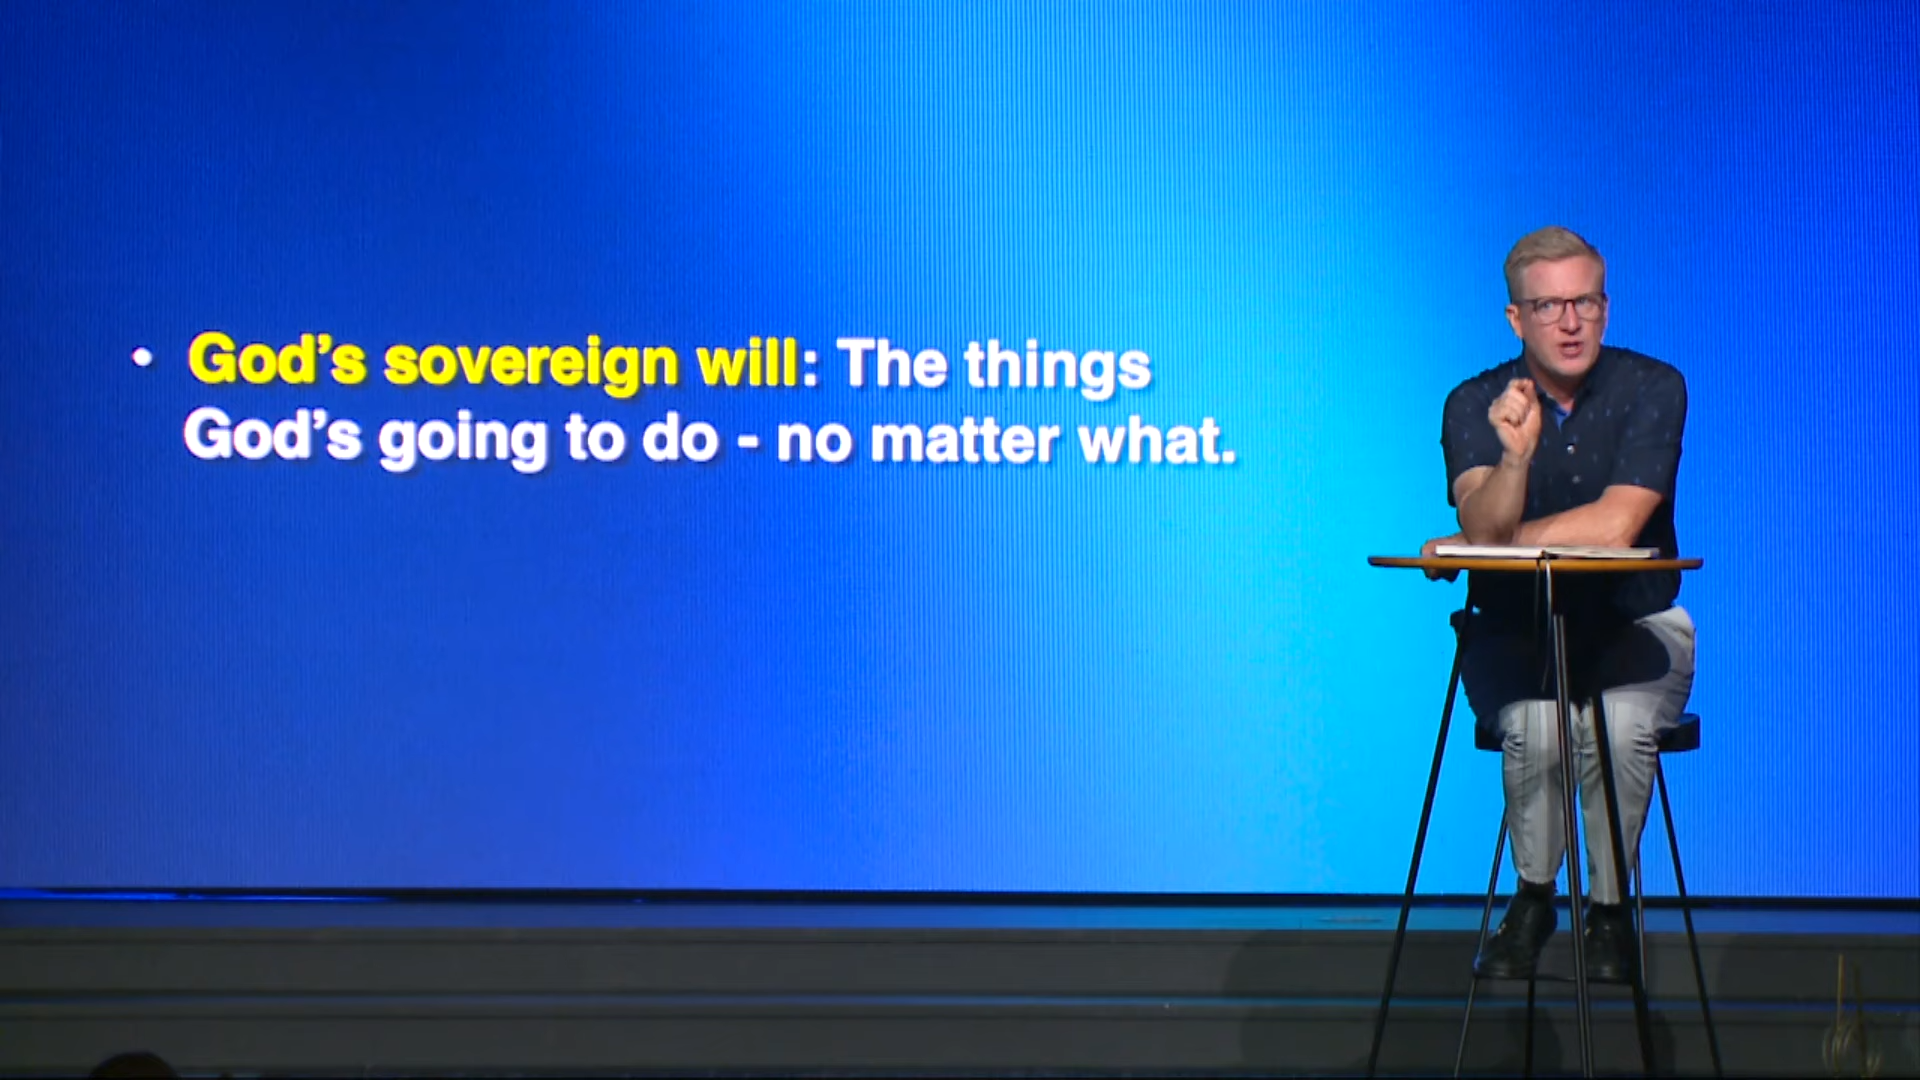 • God’s sovereign will: The things
God’s going to do - no matter what.